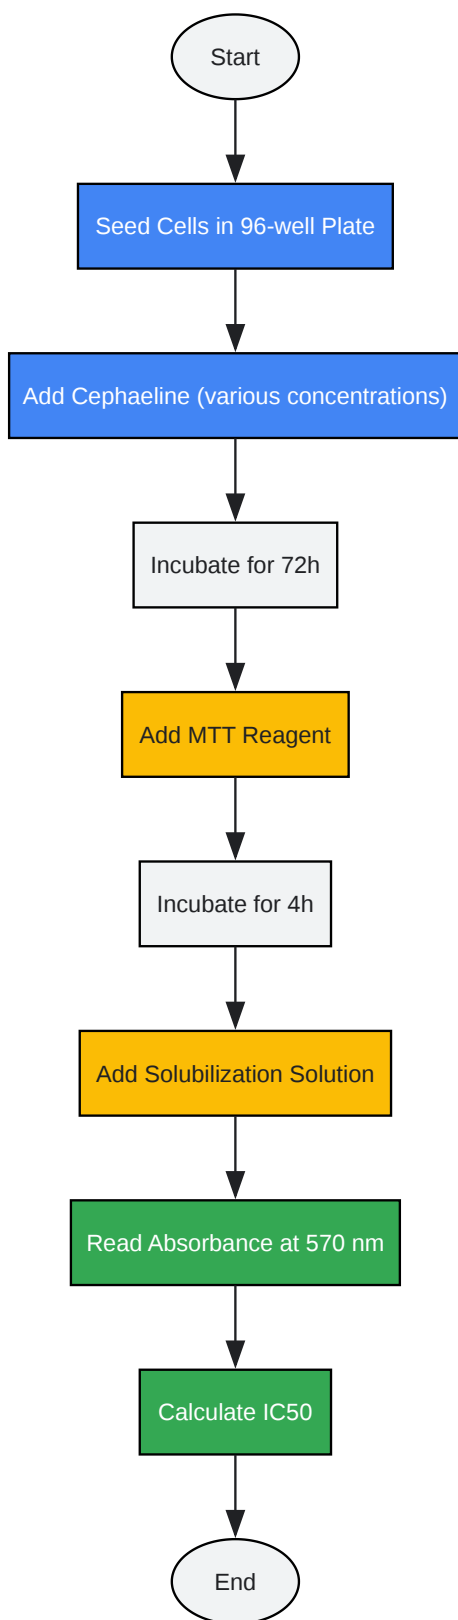 Start
Seed Cells in 96-well Plate
Add Cephaeline (various concentrations)
Incubate for 72h
Add MTT Reagent
Incubate for 4h
Add Solubilization Solution
Read Absorbance at 570 nm
Calculate IC50
End